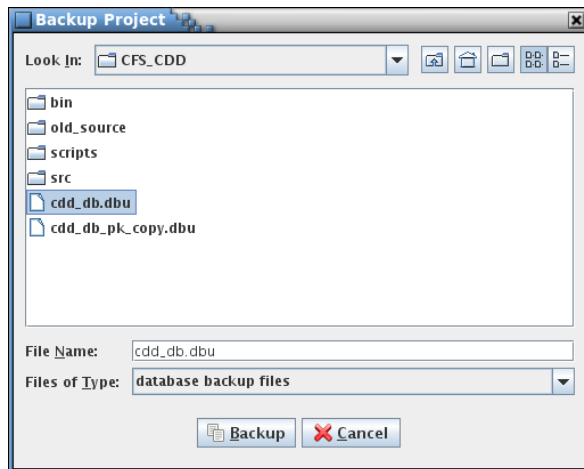 Backup Project
Look In: CFS_CDD
bin
old_source
scripts
src
cdd_db.dbu
cdd_db_pk_copy.dbu
File Name: cdd_db.dbu
Files of Type: database backup files
Backup Cancel